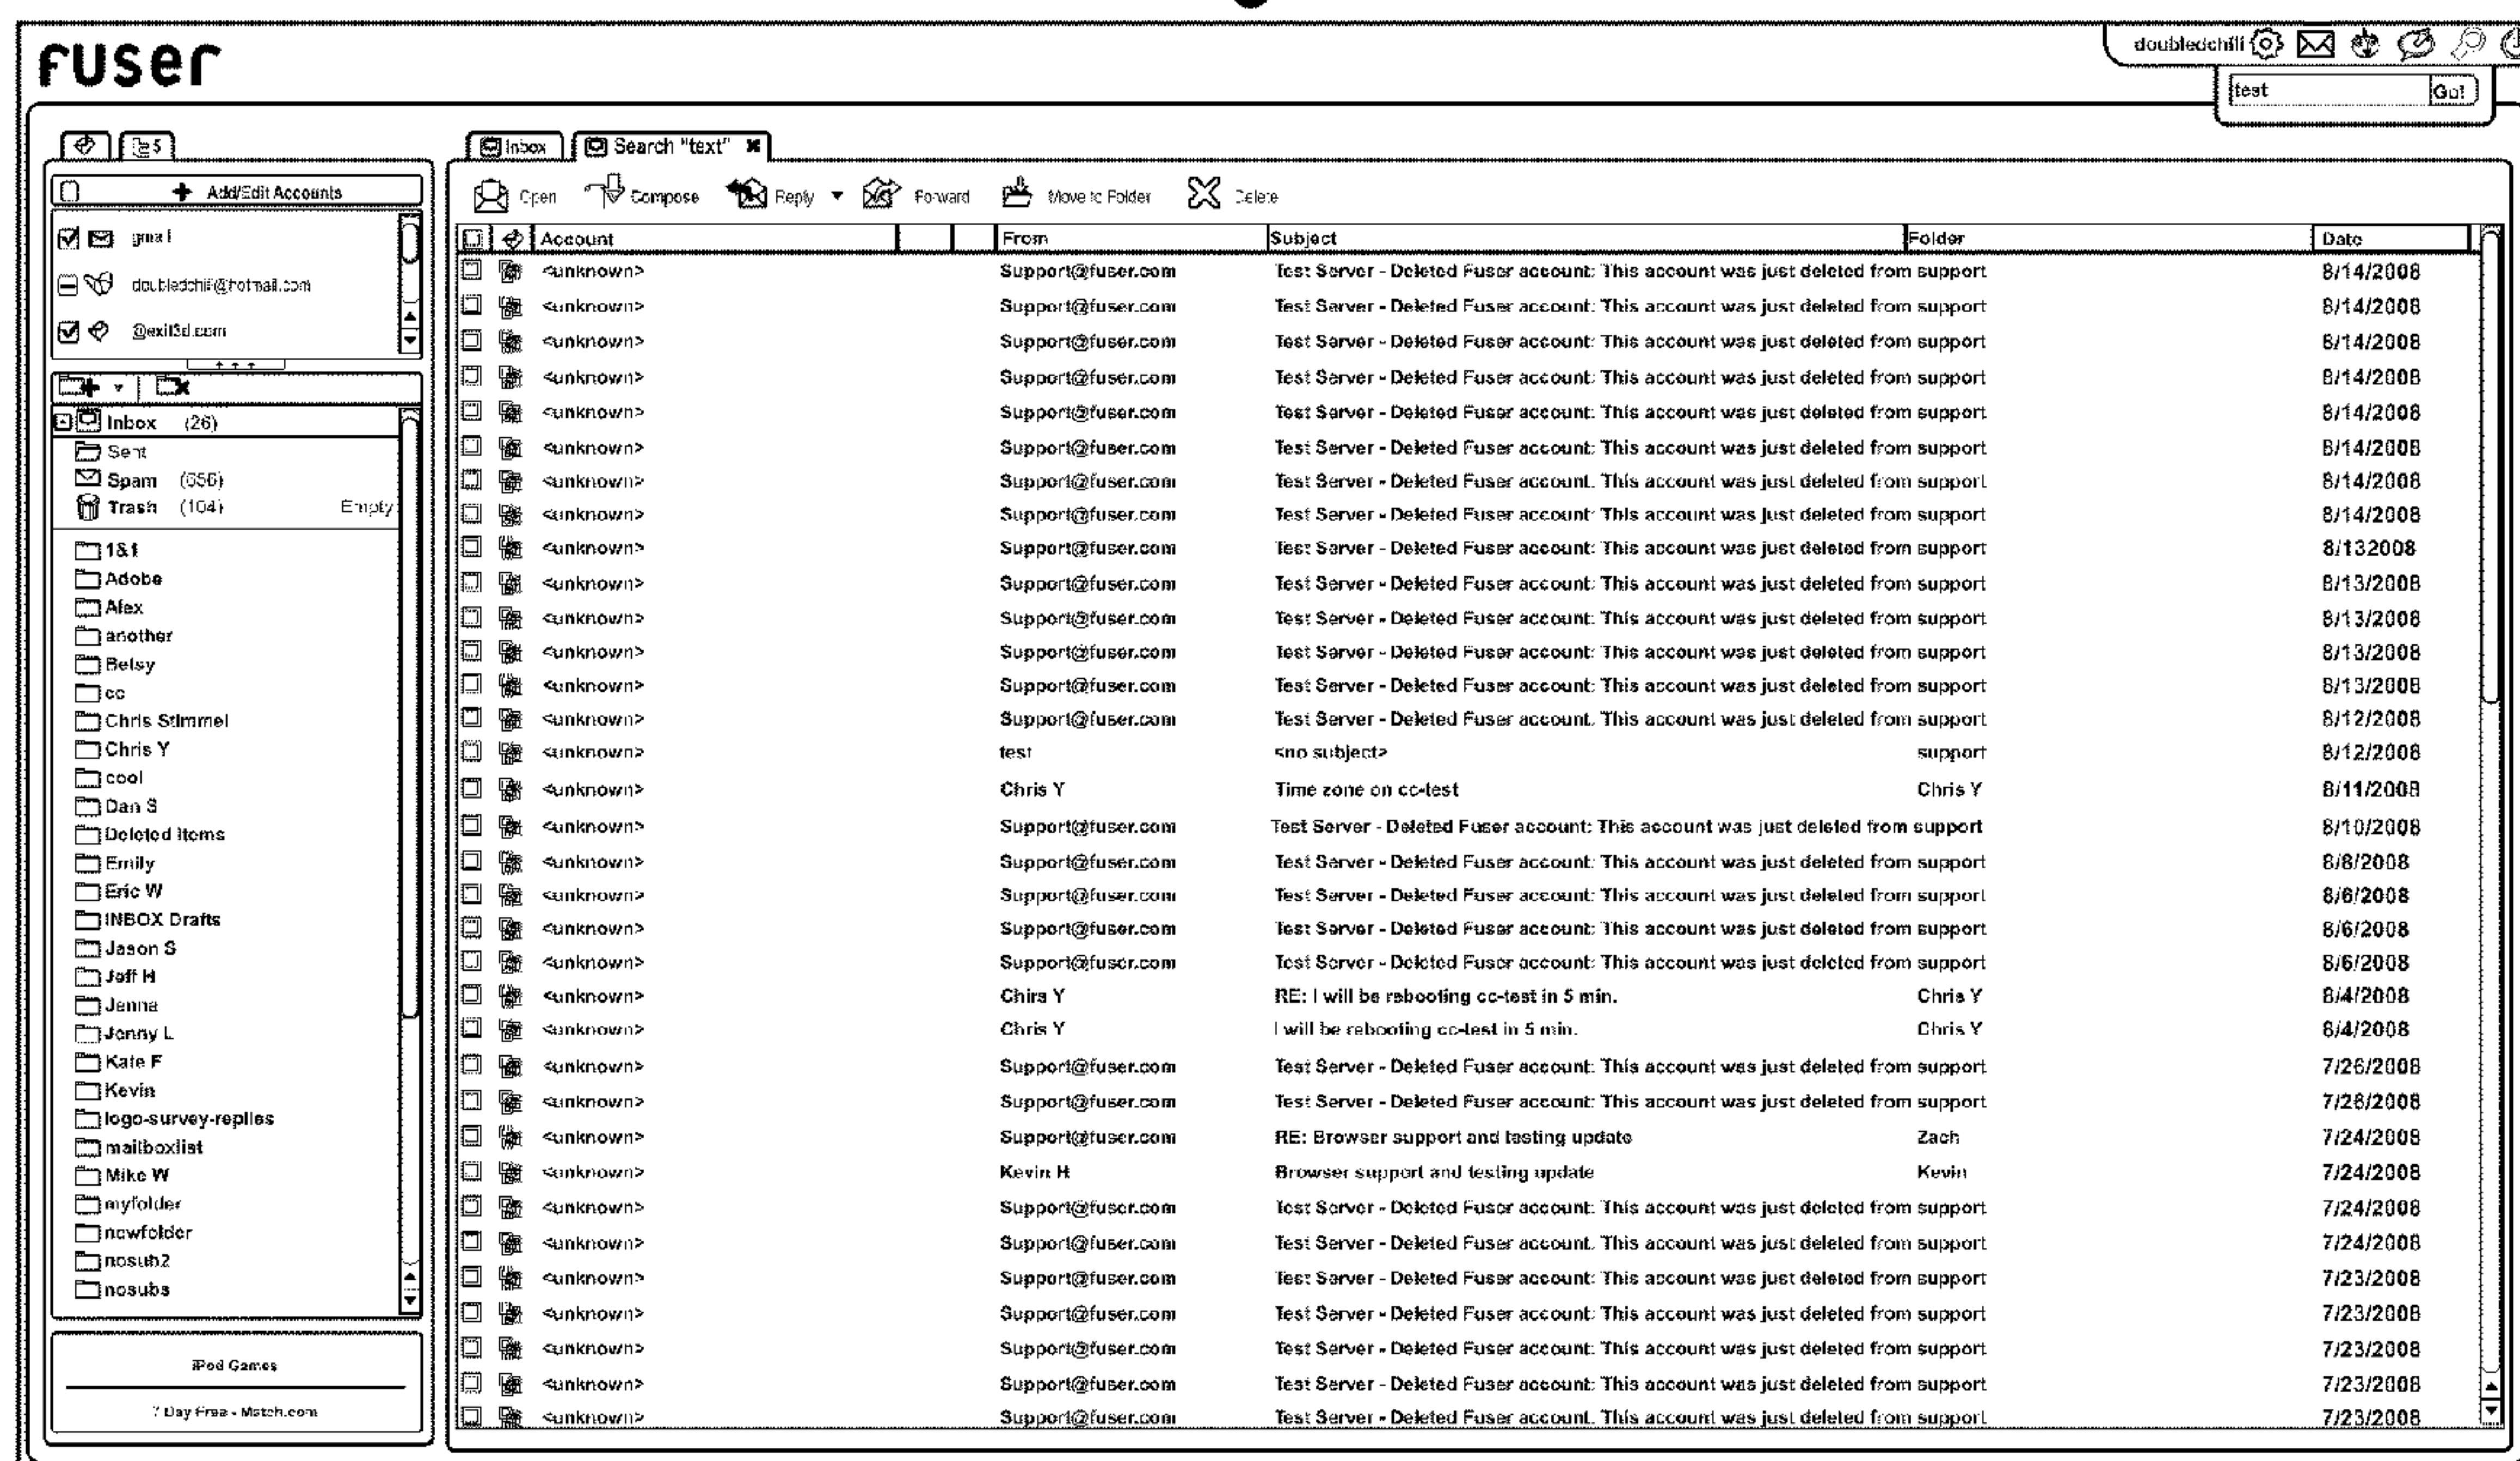 fuser
doubledchili
test Go!
5
Inbox Search "text"
Add/Edit Accounts
Open Compose Reply Forward Move to Folder Delete
gmail
doubledchili@hotmail.com
@exit3d.com
Account From Subject Folder Date
<unknown> Support@fuser.com Test Server - Deleted Fuser account: This account was just deleted from support 8/14/2008
<unknown> Support@fuser.com Test Server - Deleted Fuser account: This account was just deleted from support 8/14/2008
<unknown> Support@fuser.com Test Server - Deleted Fuser account: This account was just deleted from support 8/14/2008
<unknown> Support@fuser.com Test Server - Deleted Fuser account: This account was just deleted from support 8/14/2008
<unknown> Support@fuser.com Test Server - Deleted Fuser account: This account was just deleted from support 8/14/2008
<unknown> Support@fuser.com Test Server - Deleted Fuser account: This account was just deleted from support 8/14/2008
<unknown> Support@fuser.com Test Server - Deleted Fuser account. This account was just deleted from support 8/14/2008
<unknown> Support@fuser.com Test Server - Deleted Fuser account: This account was just deleted from support 8/14/2008
<unknown> Support@fuser.com Test Server - Deleted Fuser account: This account was just deleted from support 8/132008
<unknown> Support@fuser.com Test Server - Deleted Fuser account: This account was just deleted from support 8/13/2008
<unknown> Support@fuser.com Test Server - Deleted Fuser account: This account was just deleted from support 8/13/2008
<unknown> Support@fuser.com Test Server - Deleted Fuser account: This account was just deleted from support 8/13/2008
<unknown> Support@fuser.com Test Server - Deleted Fuser account: This account was just deleted from support 8/13/2008
<unknown> Support@fuser.com Test Server - Deleted Fuser account. This account was just deleted from support 8/12/2008
<unknown> test <no subject> support 8/12/2008
<unknown> Chris Y Time zone on cc-test Chris Y 8/11/2008
<unknown> Support@fuser.com Test Server - Deleted Fuser account: This account was just deleted from support 8/10/2008
<unknown> Support@fuser.com Test Server - Deleted Fuser account: This account was just deleted from support 8/8/2008
<unknown> Support@fuser.com Test Server - Deleted Fuser account: This account was just deleted from support 8/6/2008
<unknown> Support@fuser.com Test Server - Deleted Fuser account: This account was just deleted from support 8/6/2008
<unknown> Support@fuser.com Test Server - Deleted Fuser account: This account was just deleted from support 8/6/2008
<unknown> Chirs Y RE: I will be rebooting cc-test in 5 min. Chris Y 8/4/2008
<unknown> Chris Y I will be rebooting cc-test in 5 min. Chris Y 8/4/2008
<unknown> Support@fuser.com Test Server - Deleted Fuser account: This account was just deleted from support 7/26/2008
<unknown> Support@fuser.com Test Server - Deleted Fuser account: This account was just deleted from support 7/26/2008
<unknown> Support@fuser.com RE: Browser support and testing update Zach 7/24/2008
<unknown> Kevin H Browser support and testing update Kevin 7/24/2008
<unknown> Support@fuser.com Test Server - Deleted Fuser account: This account was just deleted from support 7/24/2008
<unknown> Support@fuser.com Test Server - Deleted Fuser account. This account was just deleted from support 7/24/2008
<unknown> Support@fuser.com Test Server - Deleted Fuser account: This account was just deleted from support 7/23/2008
<unknown> Support@fuser.com Test Server - Deleted Fuser account: This account was just deleted from support 7/23/2008
<unknown> Support@fuser.com Test Server - Deleted Fuser account: This account was just deleted from support 7/23/2008
<unknown> Support@fuser.com Test Server - Deleted Fuser account: This account was just deleted from support 7/23/2008
<unknown> Support@fuser.com Test Server - Deleted Fuser account. This account was just deleted from support 7/23/2008
Inbox (26)
Sent
Spam (656)
Trash (104) Empty
1&1
Adobe
Alex
another
Betsy
cc
Chris Stimmel
Chris Y
cool
Dan S
Deleted Items
Emily
Eric W
INBOX Drafts
Jason S
Jeff H
Jenna
Jenny L
Kate F
Kevin
logo-survey-replies
mailboxlist
Mike W
myfolder
newfolder
nosub2
nosubs
iPod Games
7 Day Free - Match.com